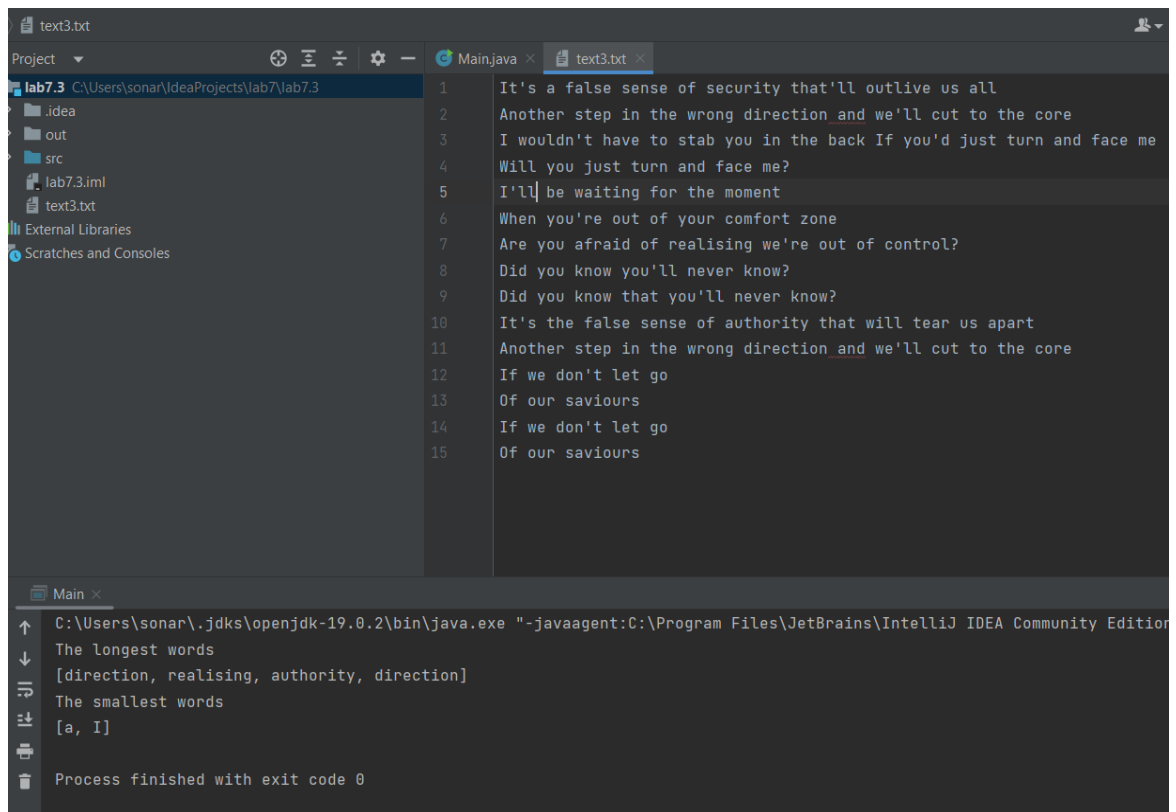 text3.txt
Project
Main.java
text3.txt
lab7.3 C:\Users\sonar\IdeaProjects\lab7\lab7.3
.idea
out
src
lab7.3.iml
text3.txt
External Libraries
Scratches and Consoles
1 It's a false sense of security that'll outlive us all
2 Another step in the wrong direction and we'll cut to the core
3 I wouldn't have to stab you in the back If you'd just turn and face me
4 Will you just turn and face me?
5 I'll be waiting for the moment
6 When you're out of your comfort zone
7 Are you afraid of realising we're out of control?
8 Did you know you'll never know?
9 Did you know that you'll never know?
10 It's the false sense of authority that will tear us apart
11 Another step in the wrong direction and we'll cut to the core
12 If we don't let go
13 Of our saviours
14 If we don't let go
15 Of our saviours
Main
C:\Users\sonar\.jdks\openjdk-19.0.2\bin\java.exe "-javaagent:C:\Program Files\JetBrains\IntelliJ IDEA Community Edition
The longest words
[direction, realising, authority, direction]
The smallest words
[a, I]
Process finished with exit code 0